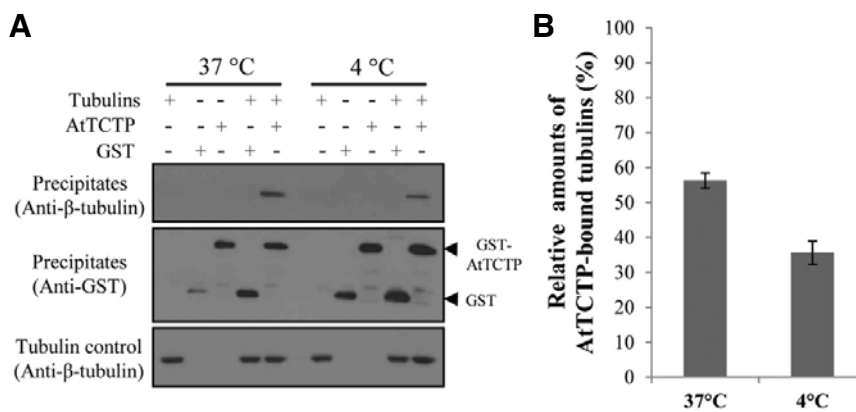 A
37 °C 4 °C
Tubulins + - - + + + - - + +
AtTCTP - - + - + - - + - +
GST - + - + - - + - + -
Precipitates
(Anti-β-tubulin)
Precipitates
(Anti-GST)
GST-
AtTCTP
GST
Tubulin control
(Anti-β-tubulin)
B
Relative amounts of
AtTCTP-bound tubulins (%)
100
90
80
70
60
50
40
30
20
10
0
37°C 4°C